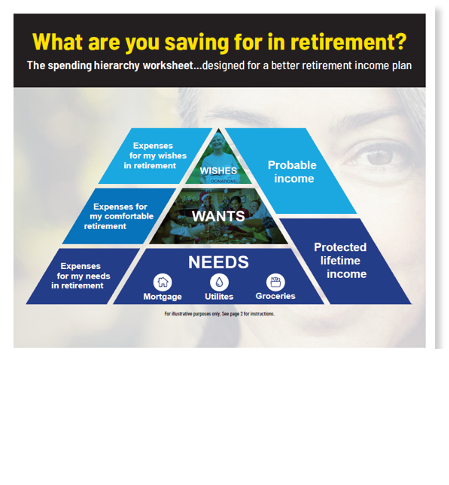 What are you saving for in retirement?
The spending hierarchy worksheet...designed for a better retirement income plan
Expenses
for my wishes
in retirement
WISHES
Probable
income
Expenses for
my comfortable
retirement
WANTS
Expenses
for my needs
in retirement
NEEDS
Mortgage
Utilites
Groceries
Protected
lifetime
income
For illustrative purposes only. See page 2 for instructions.